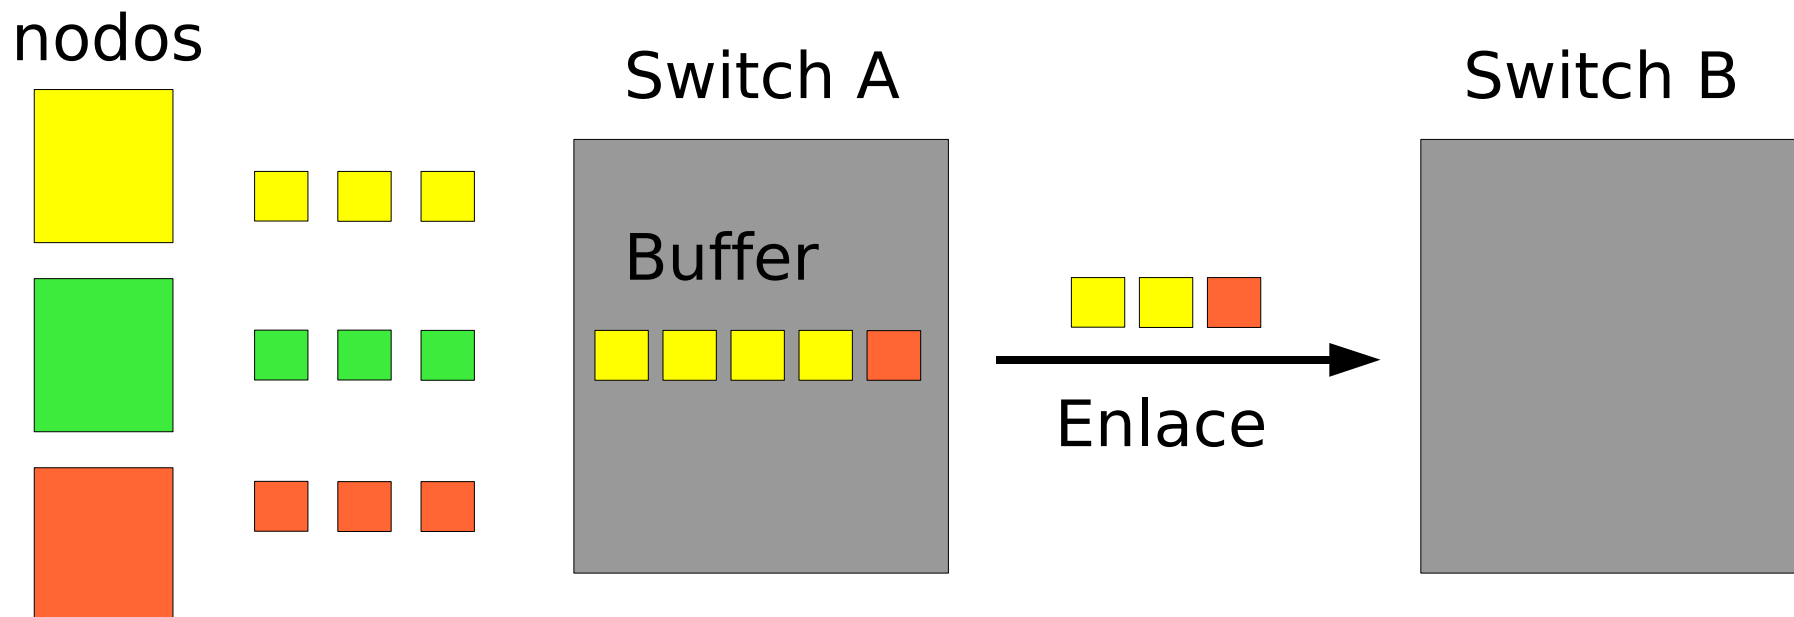 nodos
Switch A
Switch B
Buffer
Enlace